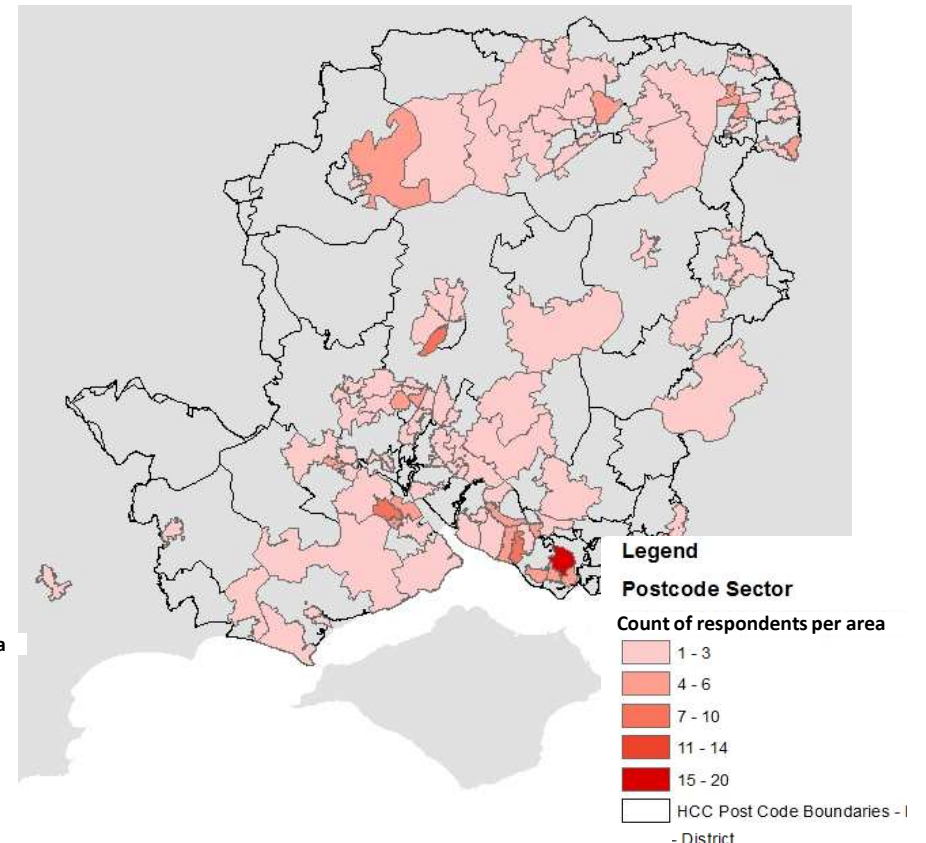 a
Legend
Postcode Sector
Count of respondents per area
1 - 3
4 - 6
7 - 10
11 - 14
15 - 20
HCC Post Code Boundaries -
- District